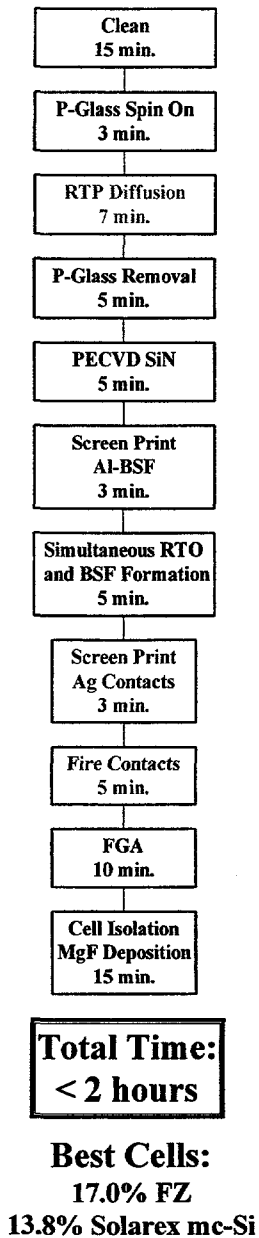 Clean
15 min.
P-Glass Spin On
3 min.
RTP Diffusion
7 min.
P-Glass Removal
5 min.
PECVD SiN
5 min.
Screen Print
Al-BSF
3 min.
Simultaneous RTO
and BSF Formation
5 min.
Screen Print
Ag Contacts
3 min.
Fire Contacts
5 min.
FGA
10 min.
Cell Isolation
MgF Deposition
15 min.
Total Time:
< 2 hours
Best Cells:
17.0% FZ
13.8% Solarex mc-Si